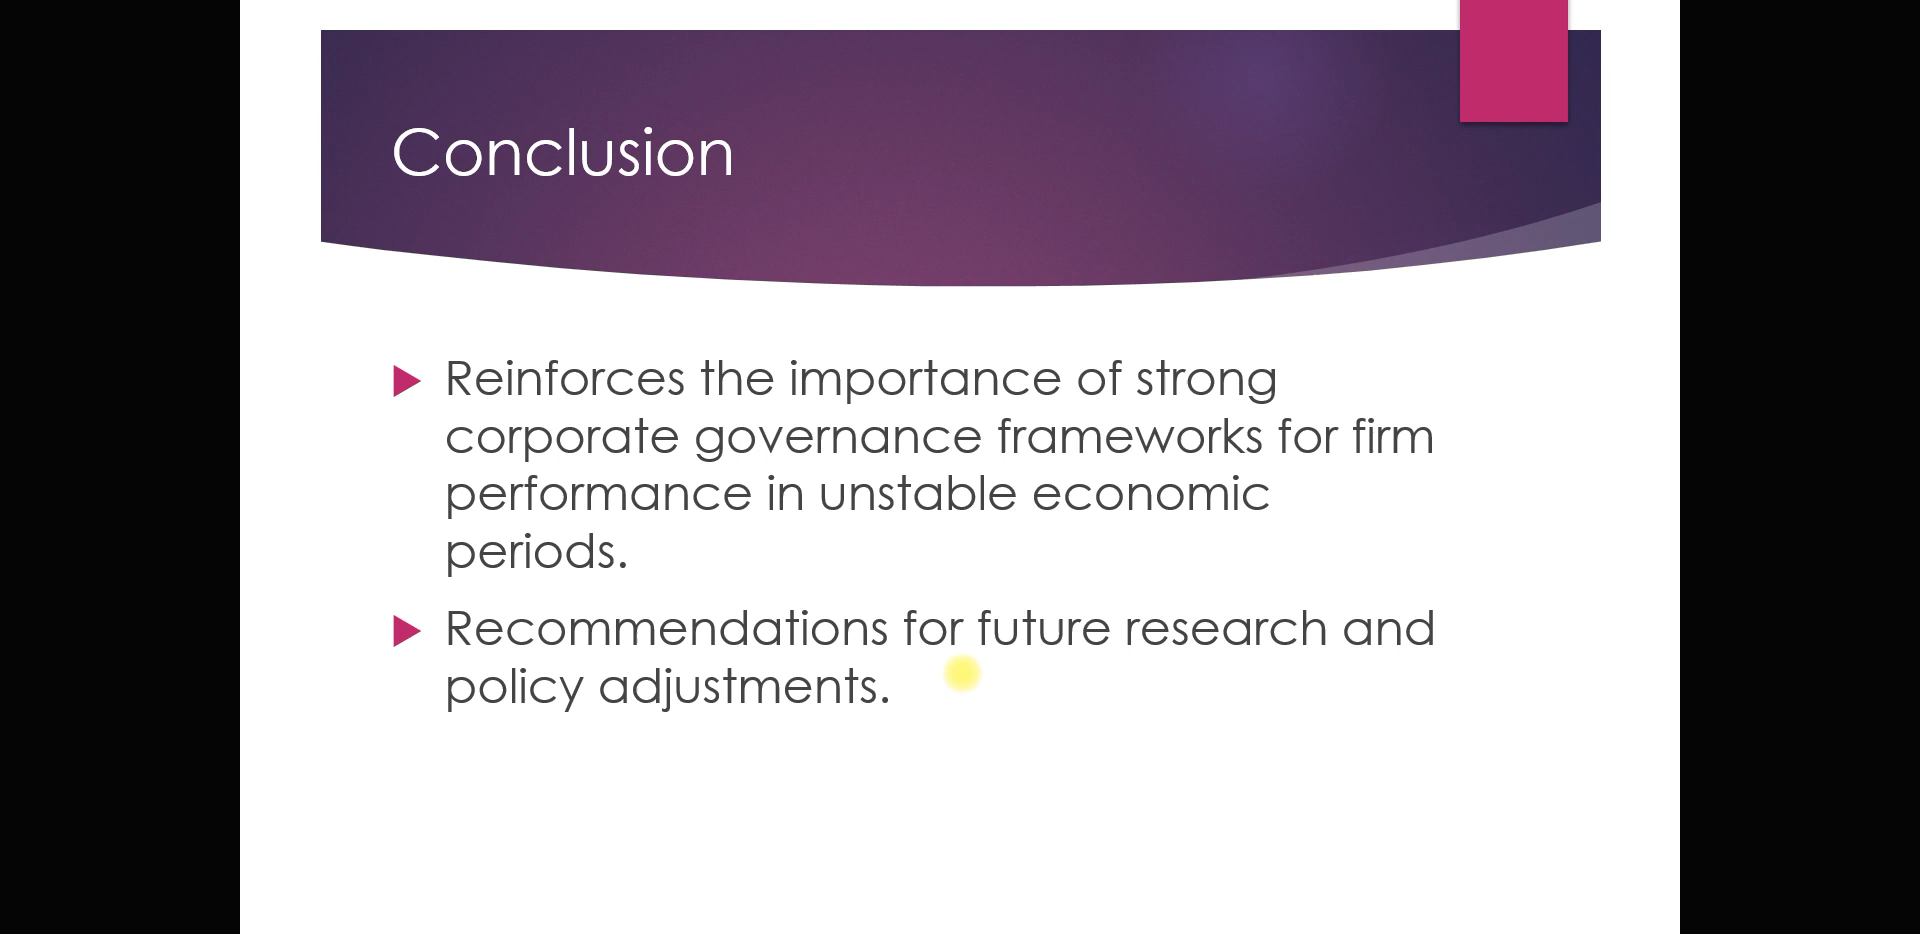 Conclusion
Reinforces the importance of strong
corporate governance frameworks for firm
performance in unstable economic
periods.
Recommendations for future research and
policy adjustments.